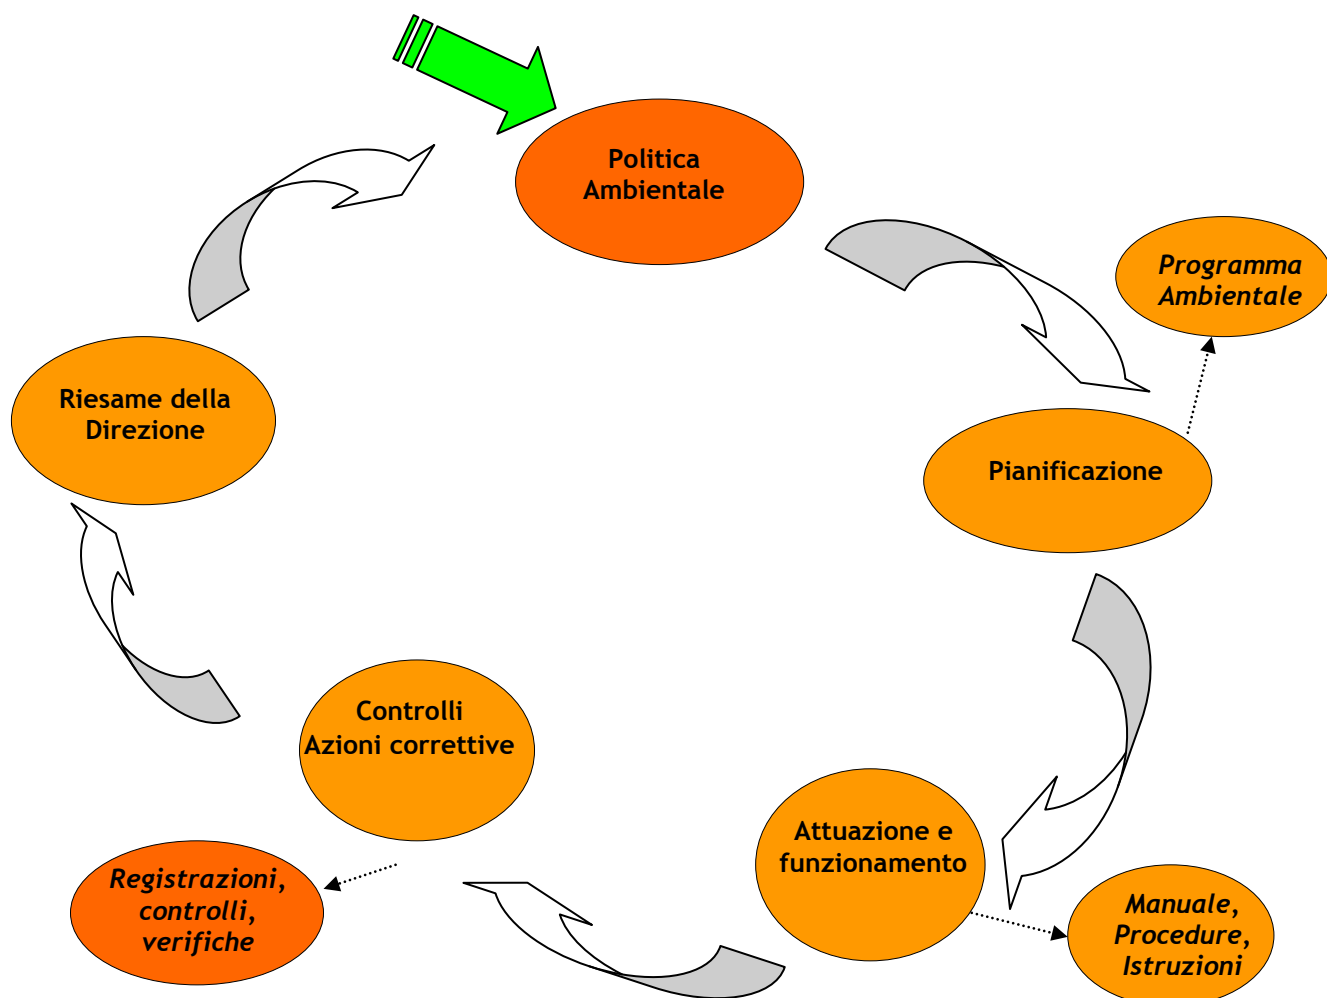 Politica
Ambientale
Programma
Ambientale
Riesame della
Direzione
Pianificazione
Controlli
Azioni correttive
Attuazione e
funzionamento
Registrazioni,
controlli,
verifiche
Manuale,
Procedure,
Istruzioni